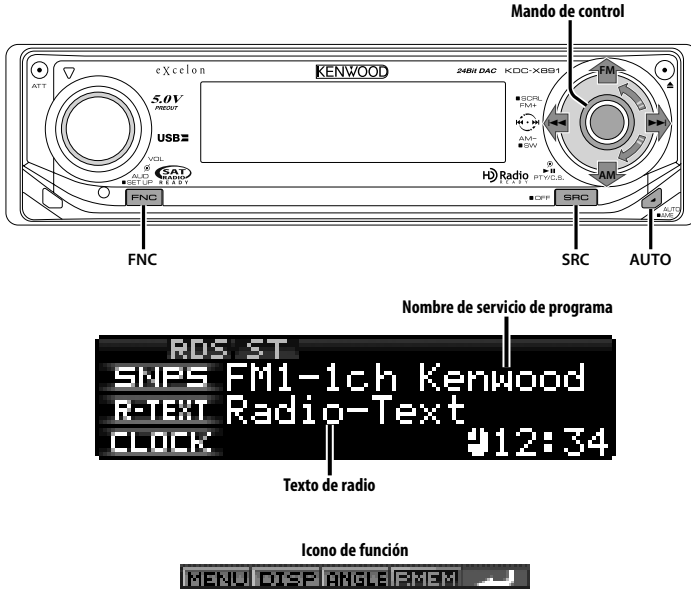 Mando de control
ATT
eXcelon
KENWOOD
24Bit DAC KDC-X891
FM
5.0V
PREOUT
USB
■SCRL
FM+
AM-
■SW
VOL
AUD
■SET UP
SAT
RADIO
READY
HD Radio
READY
PTY/C.S.
AM
FNC
■OFF
SRC
AUTO
■AME
FNC
SRC
AUTO
Nombre de servicio de programa
RDS ST
SNPS FM1-1ch Kenwood
R-TEXT Radio-Text
CLOCK 12:34
Texto de radio
Icono de función
MENU DISP ANGLE BMEM